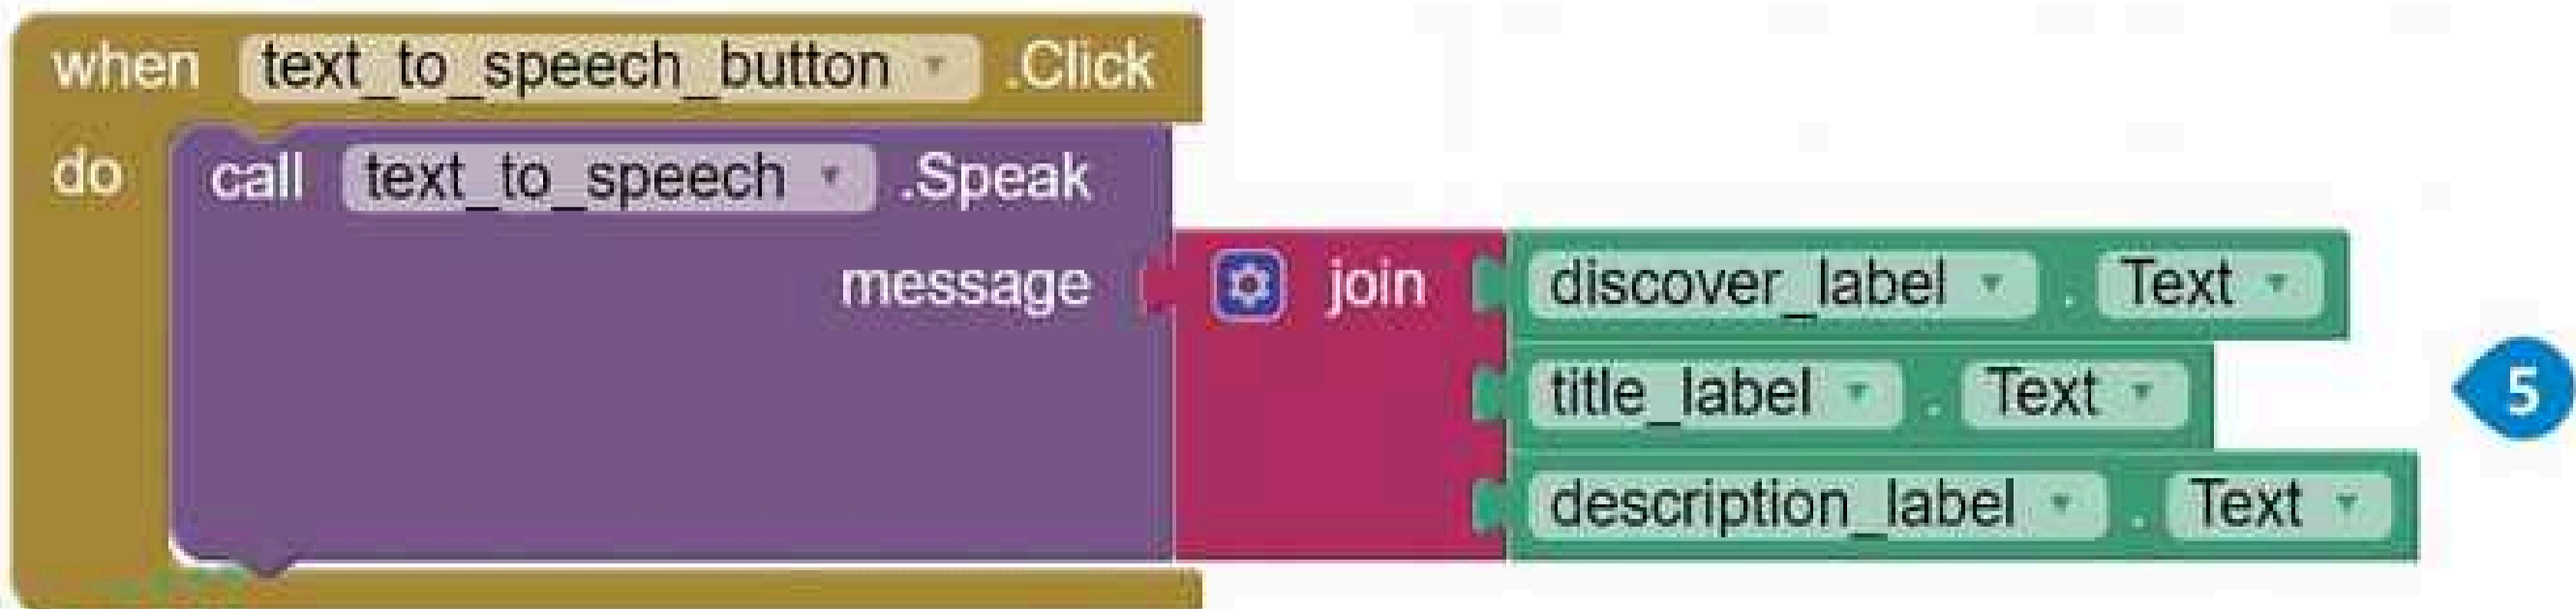 when text_to_speech_button .Click
do call text_to_speech .Speak
message join discover_label . Text
title_label . Text
5
description_label . Text